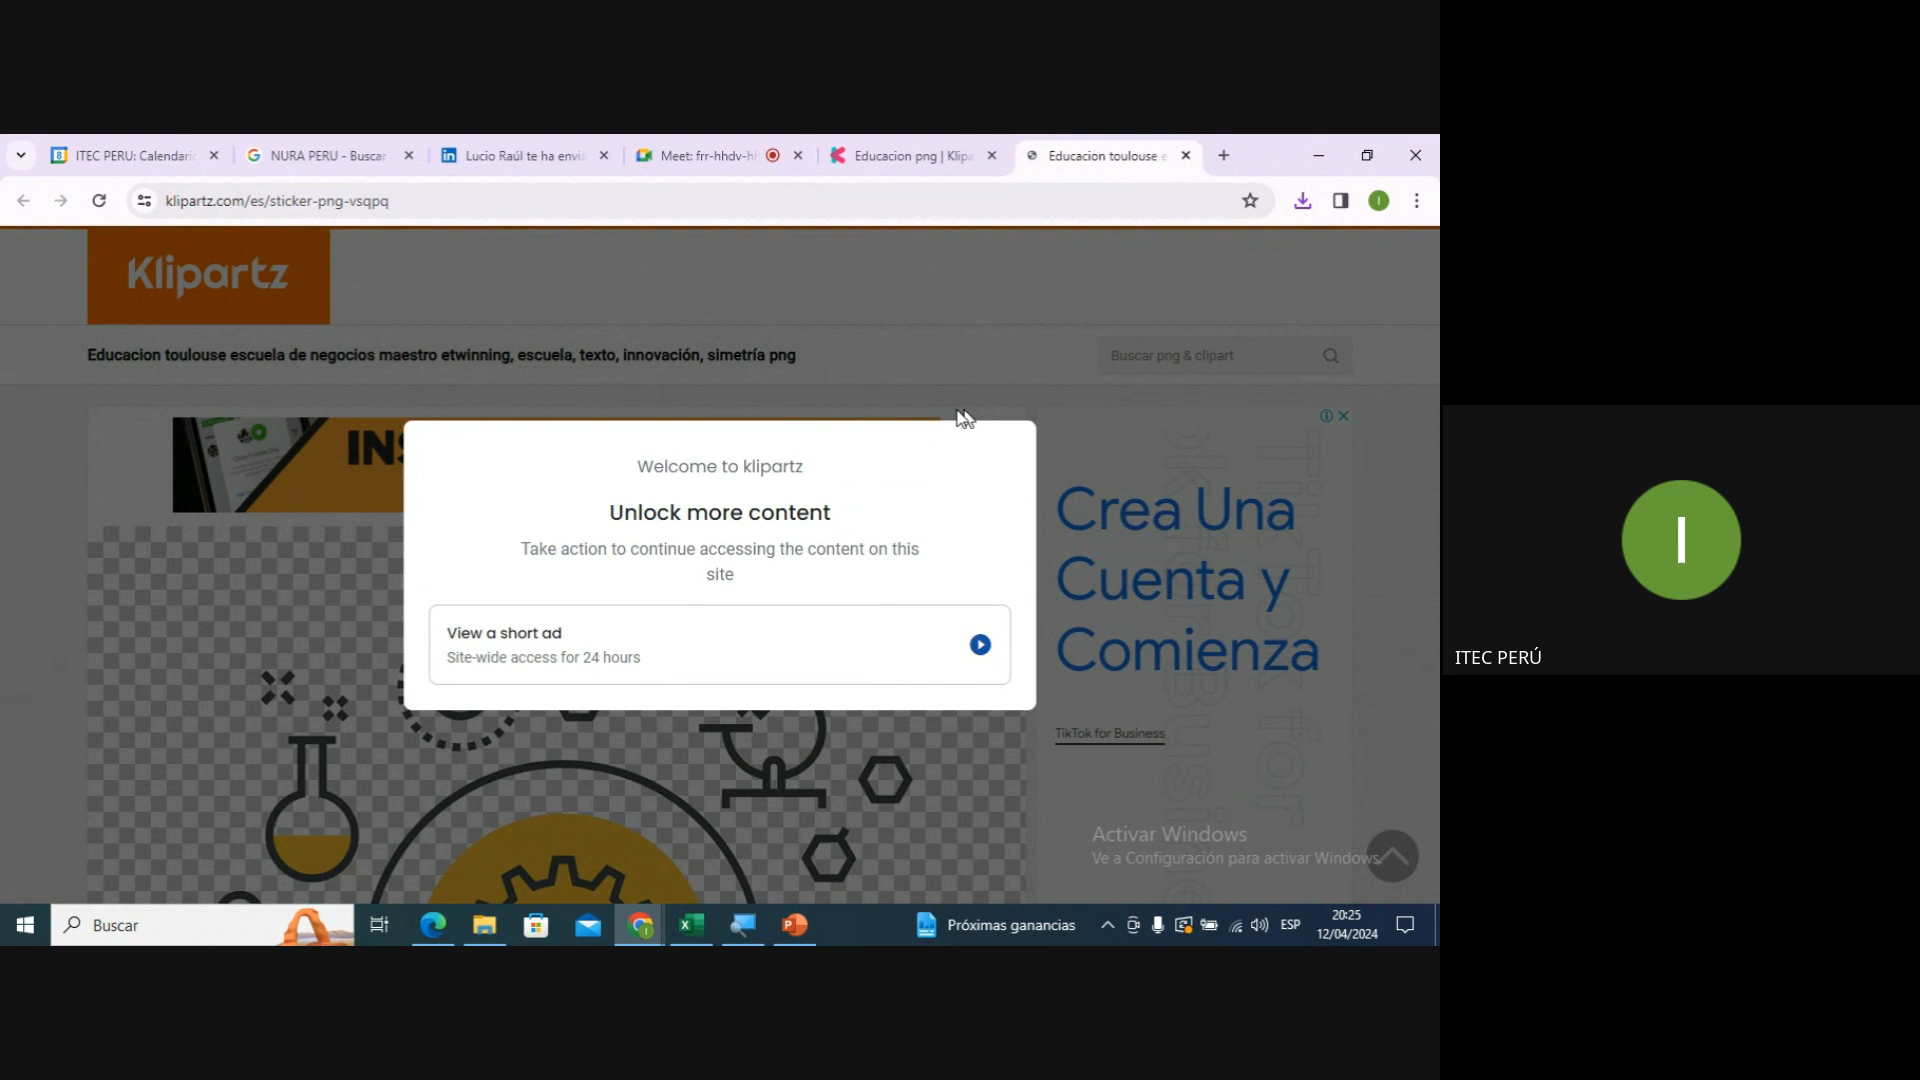 ITEC PERU: Calendari
NURA PERU - Buscar
Lucio Raúl te ha envia
Meet: frr-hhdv-h
Educacion png | Klipa
Educacion toulouse e
klipartz.com/es/sticker-png-vsqpq
Klipartz
Educacion toulouse escuela de negocios maestro etwinning, escuela, texto, innovación, simetría png
Buscar png & clipart
INS
Welcome to klipartz
Unlock more content
Take action to continue accessing the content on this
site
View a short ad
Site-wide access for 24 hours
Crea Una
Cuenta y
Comienza
TikTok for Business
Activar Windows
Ve a Configuración para activar Windows.
I
ITEC PERÚ
Buscar
Próximas ganancias
ESP
20:25
12/04/2024